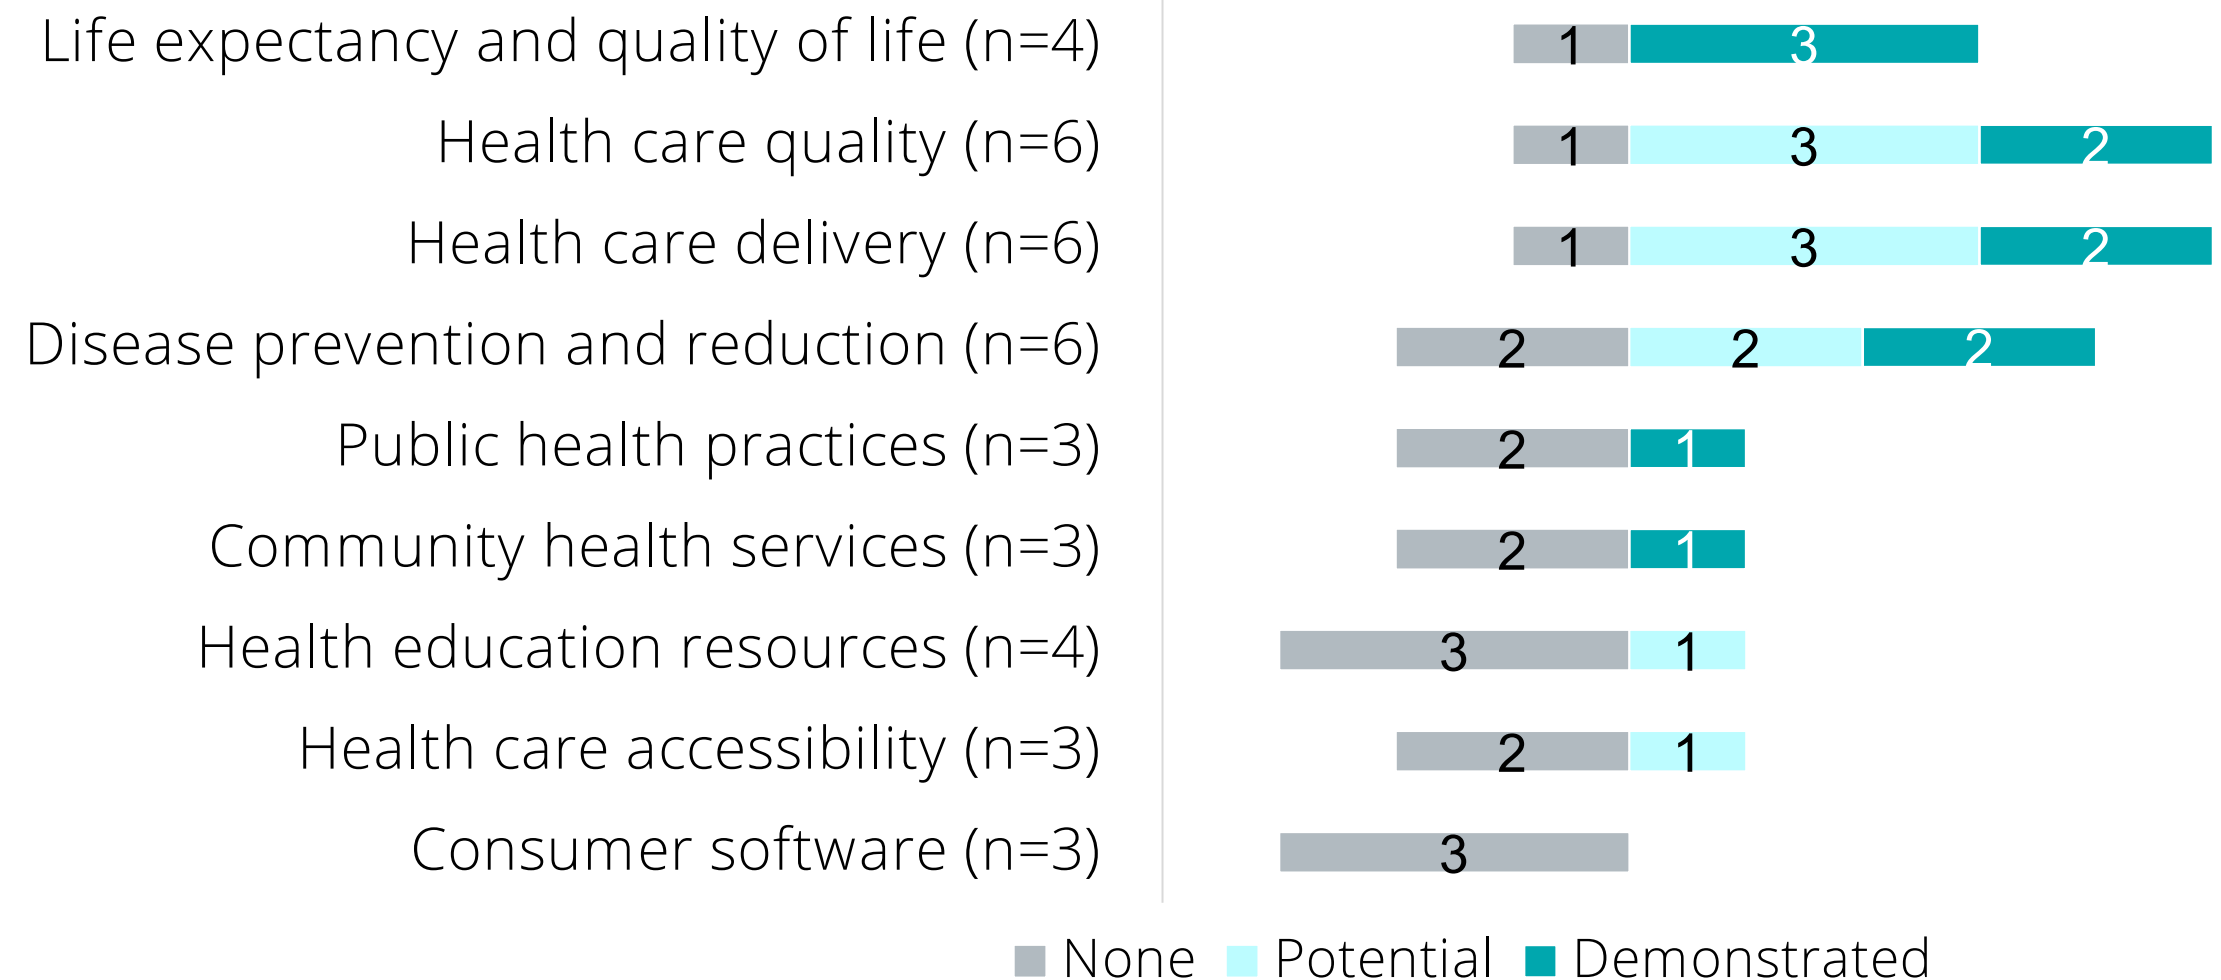 Life expectancy and quality of life (n=4) 1 3
Health care quality (n=6) 1 3 2
Health care delivery (n=6) 1 3 2
Disease prevention and reduction (n=6) 2 2 2
Public health practices (n=3) 2 1
Community health services (n=3) 2 1
Health education resources (n=4) 3 1
Health care accessibility (n=3) 2 1
Consumer software (n=3) 3
None Potential Demonstrated